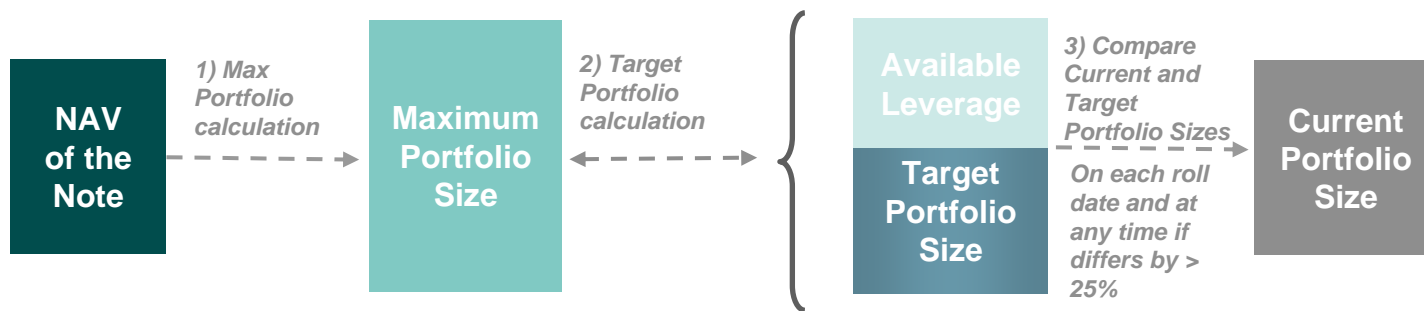 NAV
of the
Note
1) Max
Portfolio
calculation
Maximum
Portfolio
Size
2) Target
Portfolio
calculation
Available
Leverage
Target
Portfolio
Size
3) Compare
Current and
Target
Portfolio Sizes
On each roll
date and at
any time if
differs by >
25%
Current
Portfolio
Size